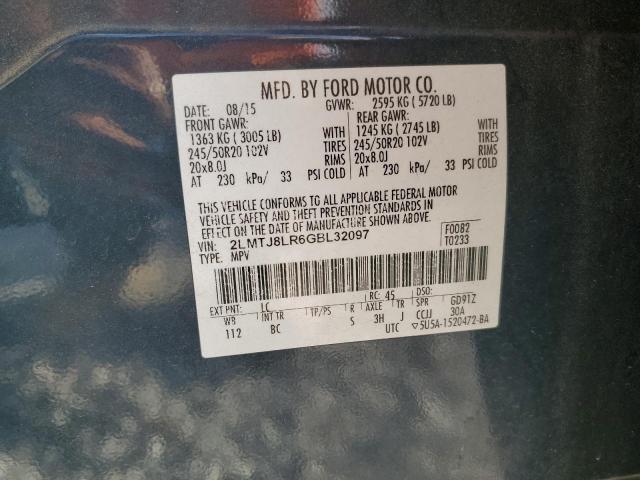 MFD. BY FORD MOTOR CO.
DATE: 08/15 GVWR: 2595 KG ( 5720 LB)
FRONT GAWR: REAR GAWR:
1363 KG ( 3005 LB) WITH 1245 KG ( 2745 LB) WITH
245/50R20 102V TIRES 245/50R20 102V TIRES
20x8.0J RIMS 20x8.0J RIMS
AT 230 kPa/ 33 PSI COLD AT 230 kPa/ 33 PSI COLD
THIS VEHICLE CONFORMS TO ALL APPLICABLE FEDERAL MOTOR
VEHICLE SAFETY AND THEFT PREVENTION STANDARDS IN
EFFECT ON THE DATE OF MANUFACTURE SHOWN ABOVE.
VIN: 2LMTJ8LR6GBL32097 F0082
TYPE: MPV T0233
EXT PNT: LC RC: 45 DSO:
WB INT TR TP/PS R AXLE TR SPR GD91Z
112 BC S 3H J CCJJ 30A
UTC ▽5U5A-1520472-BA